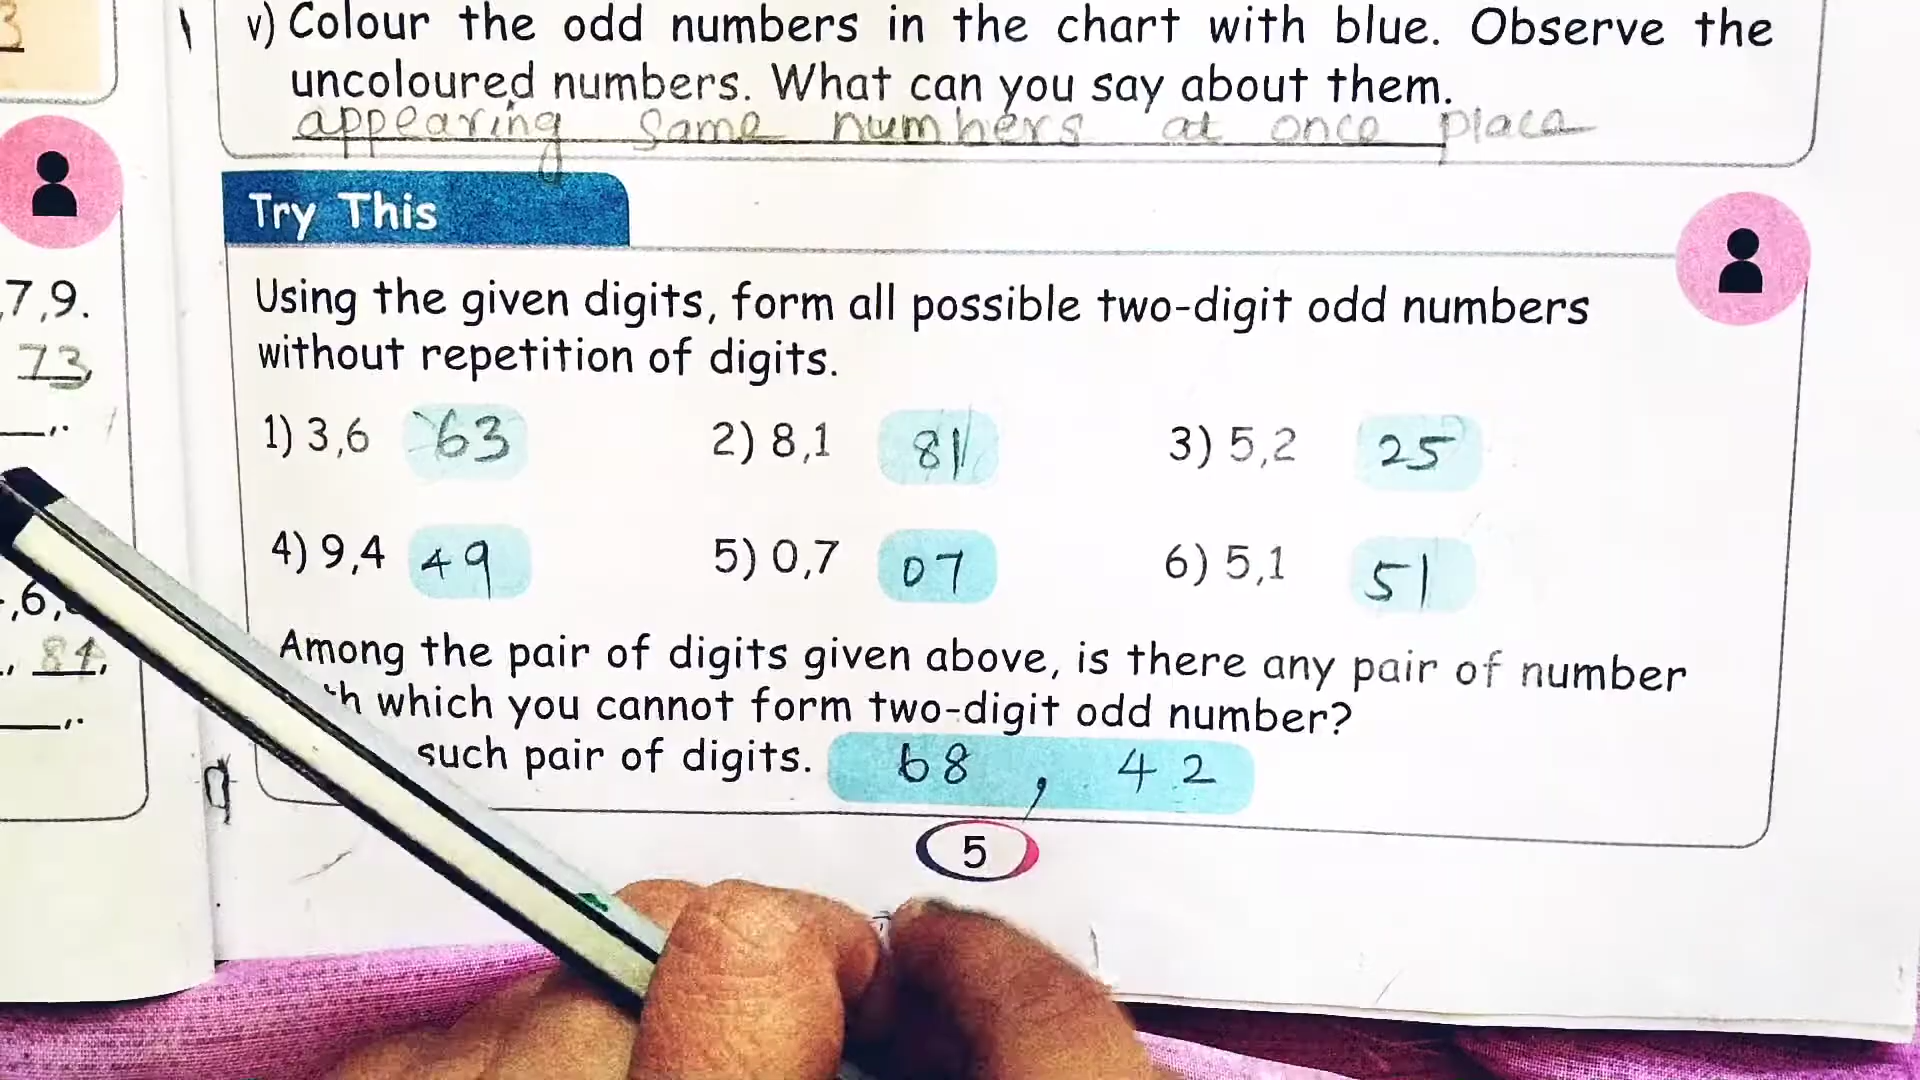 3
v) Colour the odd numbers in the chart with blue. Observe the
uncoloured numbers. What can you say about them.
appearing same numbers at once place
Try This
7,9.
73,
Using the given digits, form all possible two-digit odd numbers
without repetition of digits.
1) 3,6 63 2) 8,1 81 3) 5,2 25
4) 9,4 49 5) 0,7 07 6) 5,1 51
,6,
81,
Among the pair of digits given above, is there any pair of number
which you cannot form two-digit odd number?
such pair of digits. 68 , 42
5